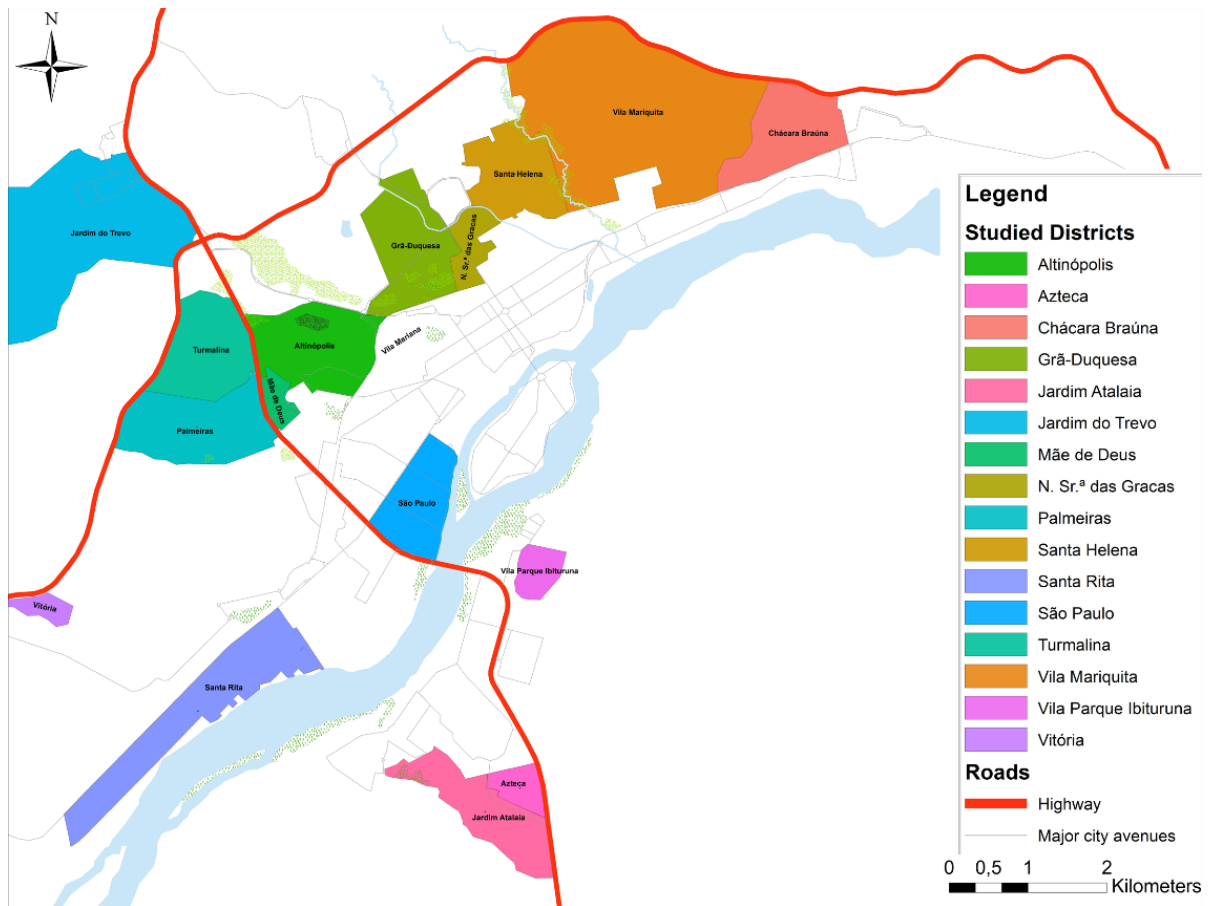 N
Vila Mariquita
Chácara Braúna
Santa Helena
Jardim do Trevo
Grã-Duquesa
N. Sr.ª das Gracas
Vila Meriana
Turmalina
Altinópolis
Mãe de Deus
Palmeiras
São Paulo
Vila Parque Ibituruna
Vitória
Santa Rita
Azteca
Jardim Atalaia
Legend
Studied Districts
Altinópolis
Azteca
Chácara Braúna
Grã-Duquesa
Jardim Atalaia
Jardim do Trevo
Mãe de Deus
N. Sr.ª das Gracas
Palmeiras
Santa Helena
Santa Rita
São Paulo
Turmalina
Vila Mariquita
Vila Parque Ibituruna
Vitória
Roads
Highway
Major city avenues
0 0,5 1 2
Kilometers